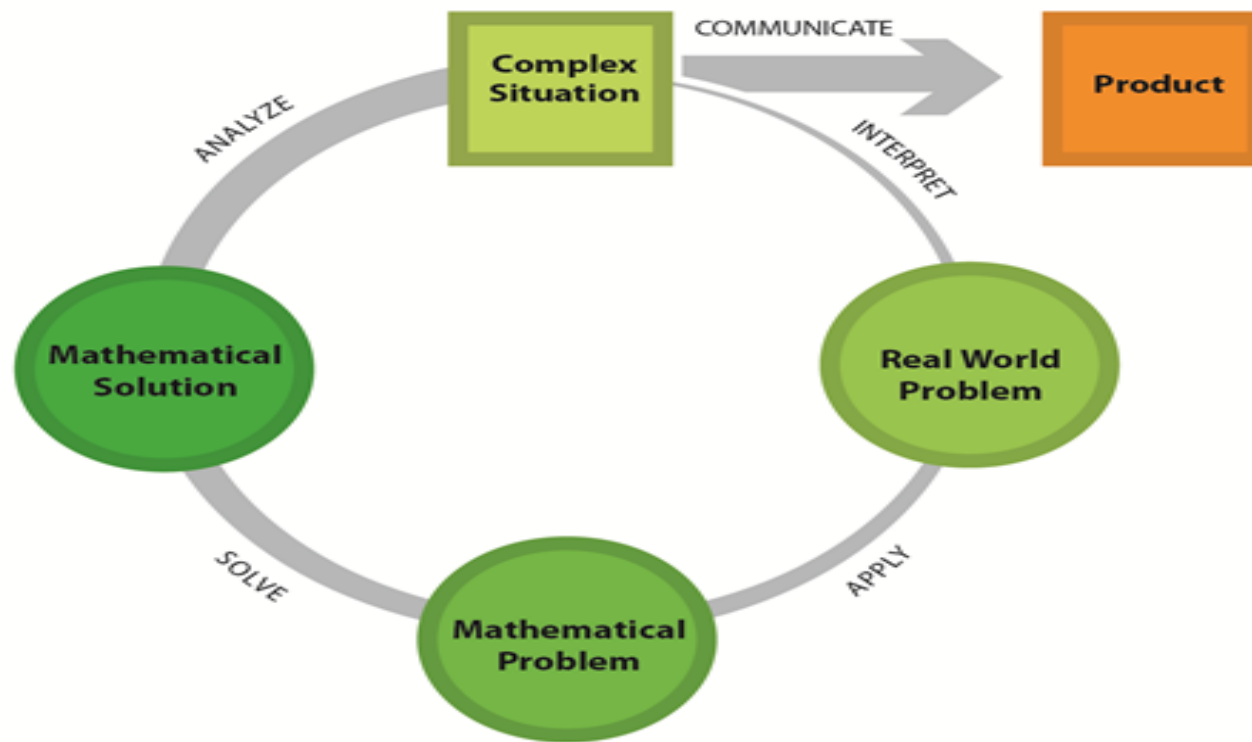 COMMUNICATE
Complex
Situation
Product
ANALYZE
INTERPRET
Mathematical
Solution
Real World
Problem
SOLVE
APPLY
Mathematical
Problem